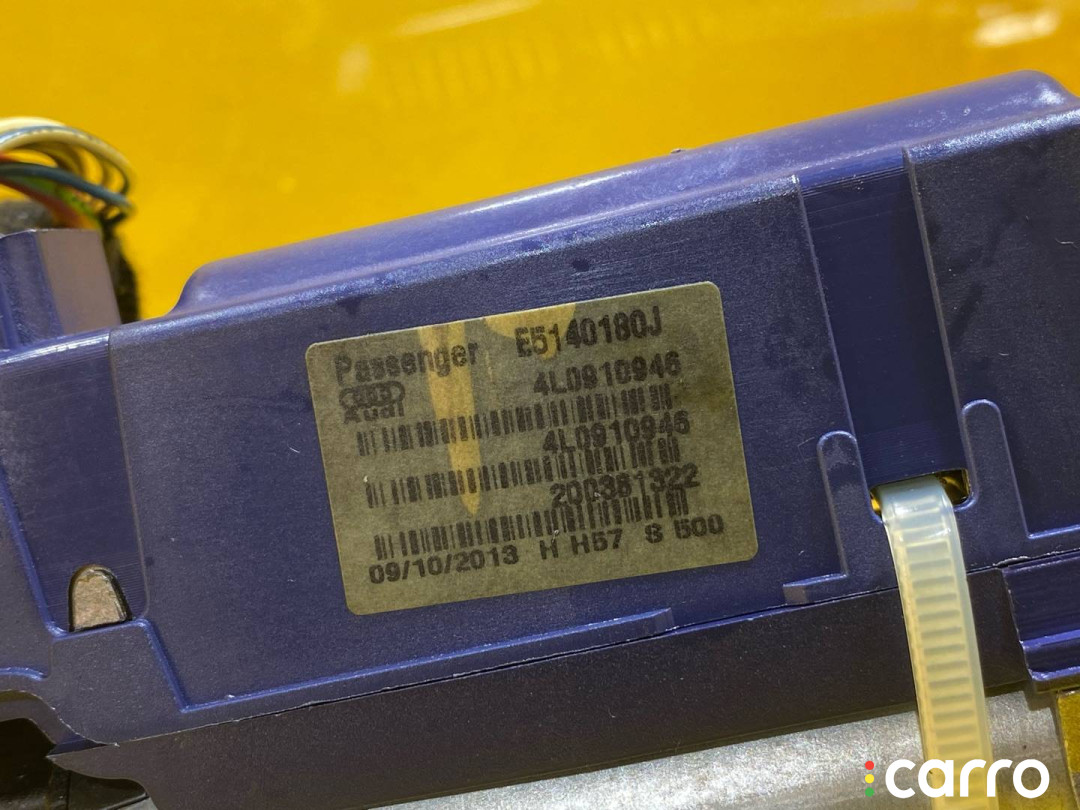 Passenger E5140180J
4L0910946
Audi
4L0910946
200381322
09/10/2013 H H57 S 500
carro